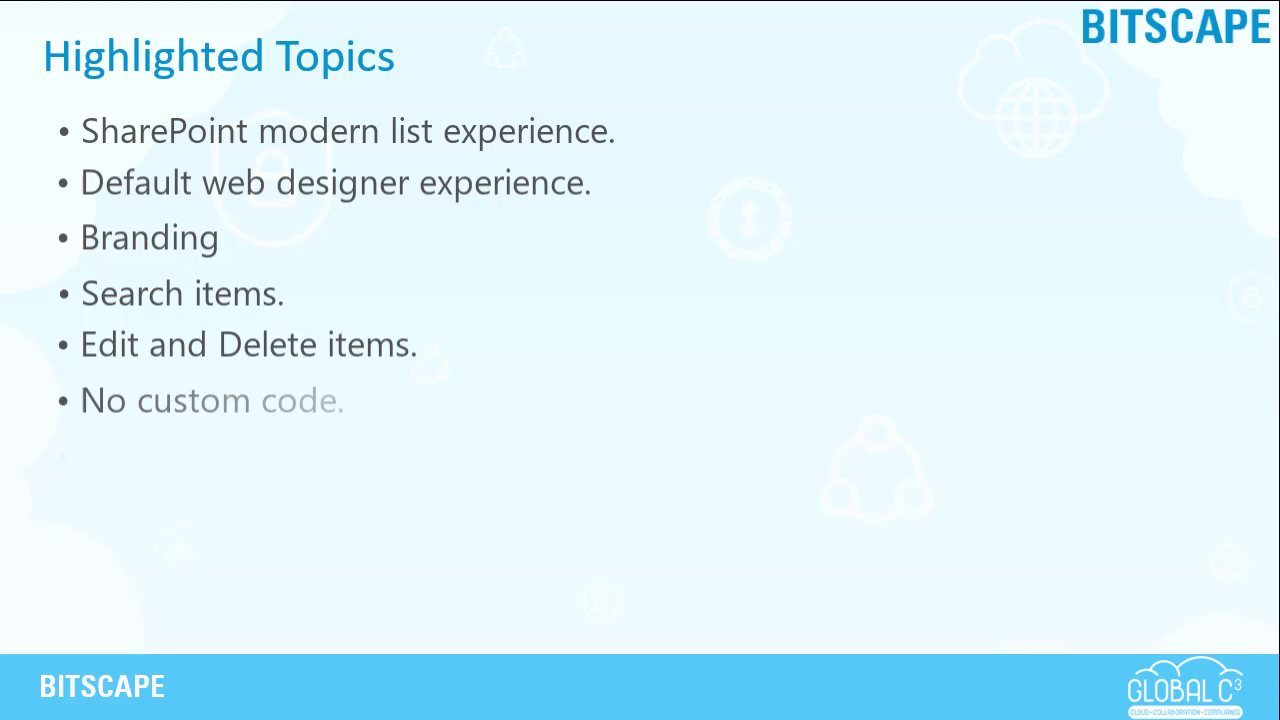 BITSCAPE
Highlighted Topics
• SharePoint modern list experience.
• Default web designer experience.
• Branding
• Search items.
• Edit and Delete items.
• No custom code.
BITSCAPE
GLOBAL C³
CLOUD•COLLABORATION•COMPLIANCE